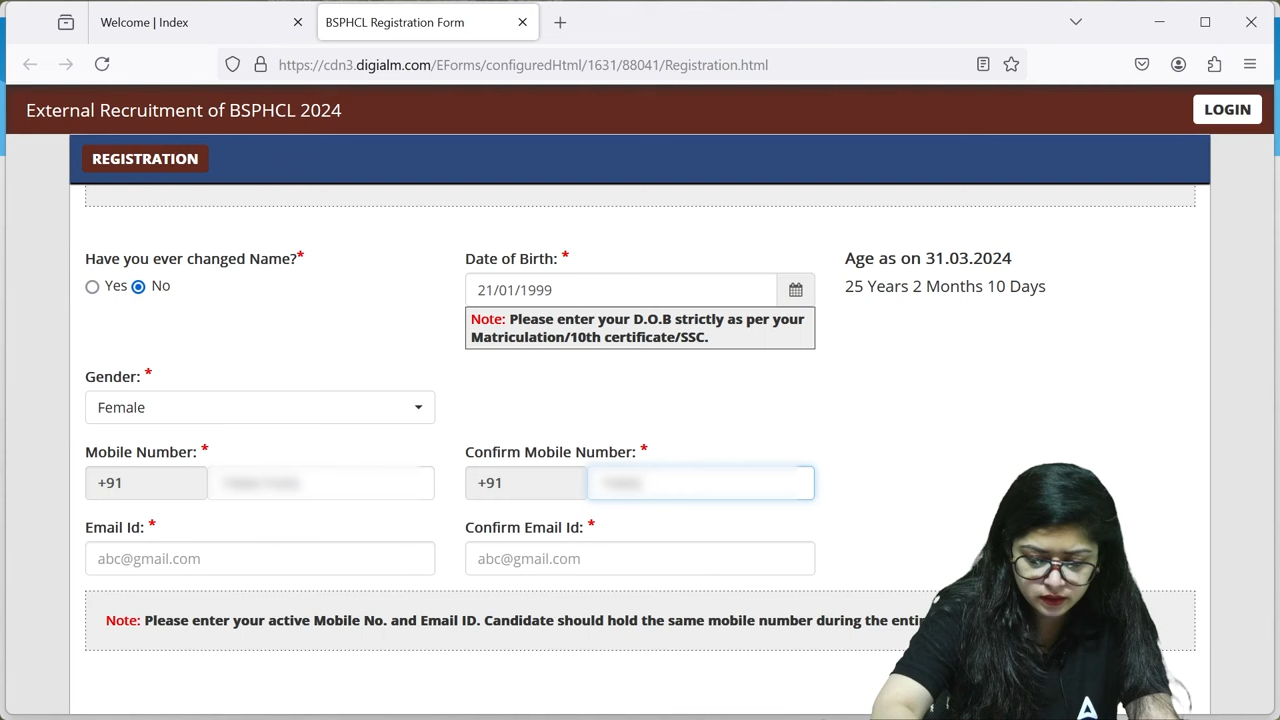 Welcome | Index
BSPHCL Registration Form
https://cdn3.digialm.com/EForms/configuredHtml/1631/88041/Registration.html
External Recruitment of BSPHCL 2024
LOGIN
REGISTRATION
Have you ever changed Name?*
Yes No
Date of Birth: *
21/01/1999
Note: Please enter your D.O.B strictly as per your
Matriculation/10th certificate/SSC.
Age as on 31.03.2024
25 Years 2 Months 10 Days
Gender: *
Female
Mobile Number: *
+91
Confirm Mobile Number: *
+91
Email Id: *
abc@gmail.com
Confirm Email Id: *
abc@gmail.com
Note: Please enter your active Mobile No. and Email ID. Candidate should hold the same mobile number during the